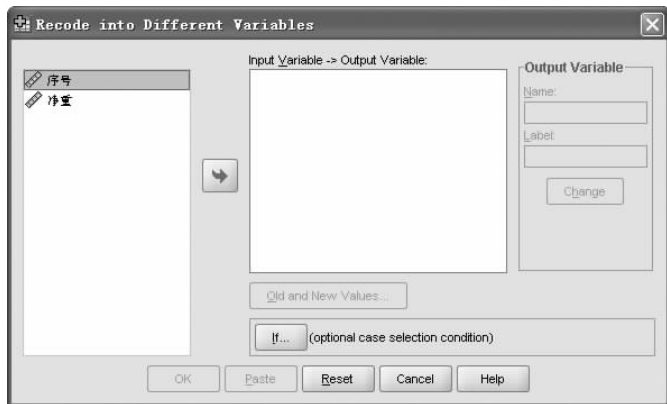 Recode into Different Variables
序号
净重
Input Variable -> Output Variable:
Output Variable
Name:
Label:
Change
Old and New Values...
If... (optional case selection condition)
OK Paste Reset Cancel Help